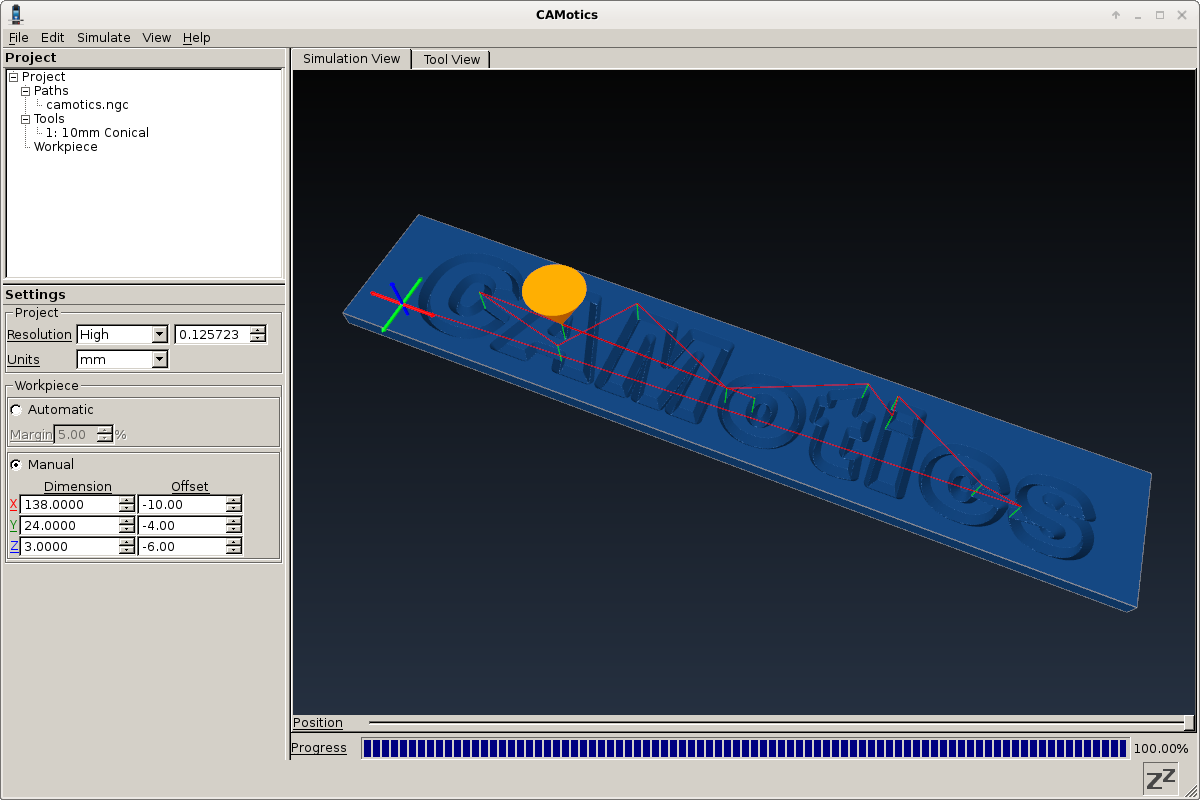 CAMotics
File Edit Simulate View Help
Project
Project
Paths
camotics.ngc
Tools
1: 10mm Conical
Workpiece
Settings
Project
Resolution High 0.125723
Units mm
Workpiece
Automatic
Margin 5.00 %
Manual
Dimension Offset
X 138.0000 -10.00
Y 24.0000 -4.00
Z 3.0000 -6.00
Simulation View Tool View
CAMotics
Position
Progress 100.00%
zZ